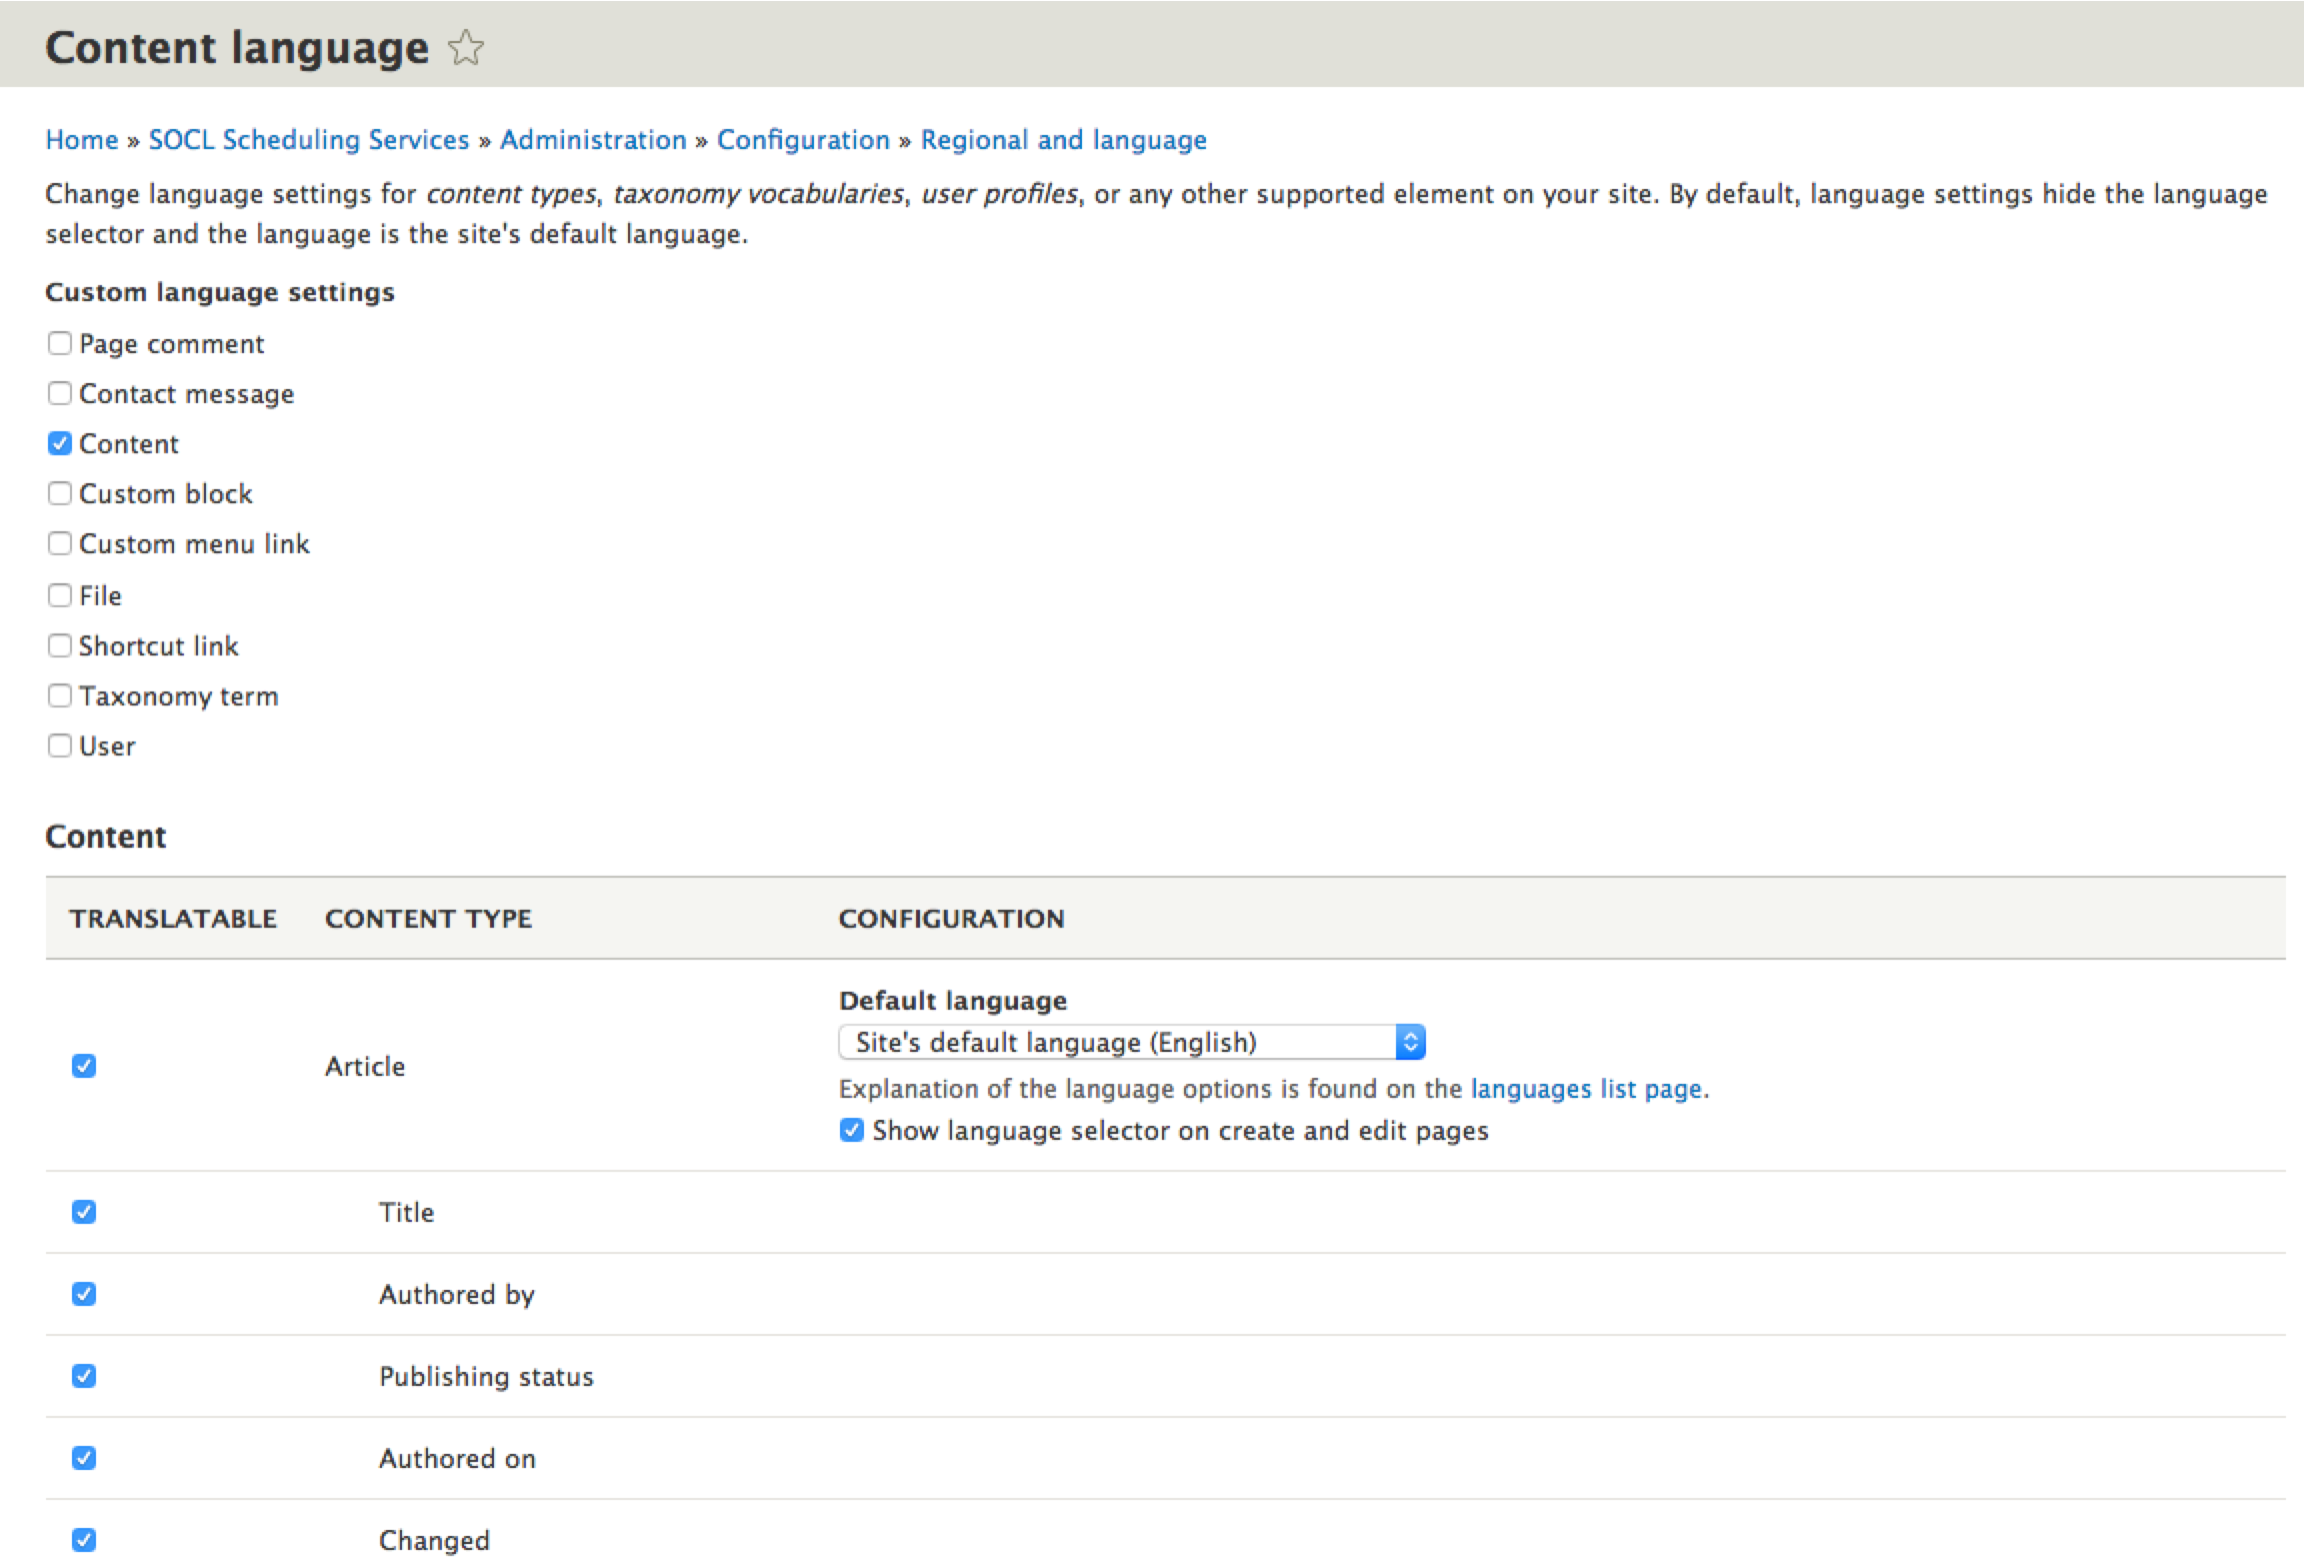 Content language
Home » SOCL Scheduling Services » Administration » Configuration » Regional and language
Change language settings for content types, taxonomy vocabularies, user profiles, or any other supported element on your site. By default, language settings hide the language
selector and the language is the site's default language.
Custom language settings
Page comment
Contact message
Content
Custom block
Custom menu link
File
Shortcut link
Taxonomy term
User
Content
TRANSLATABLE CONTENT TYPE CONFIGURATION
Default language
Site's default language (English)
Article
Explanation of the language options is found on the languages list page.
Show language selector on create and edit pages
Title
Authored by
Publishing status
Authored on
Changed